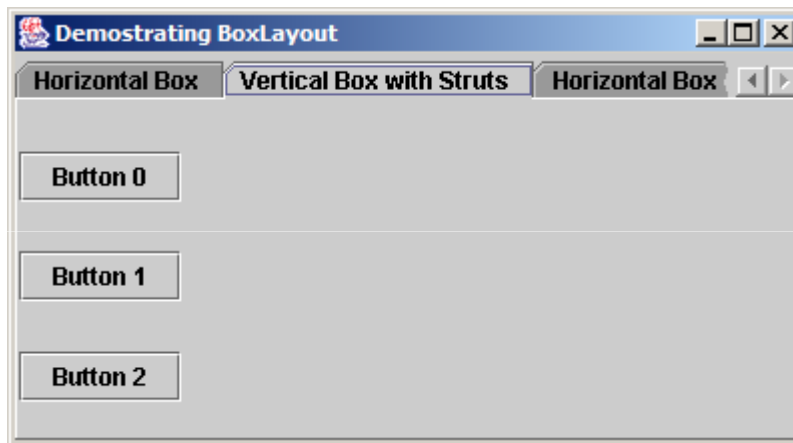 Demostrating BoxLayout
Horizontal Box Vertical Box with Struts Horizontal Box
Button 0
Button 1
Button 2